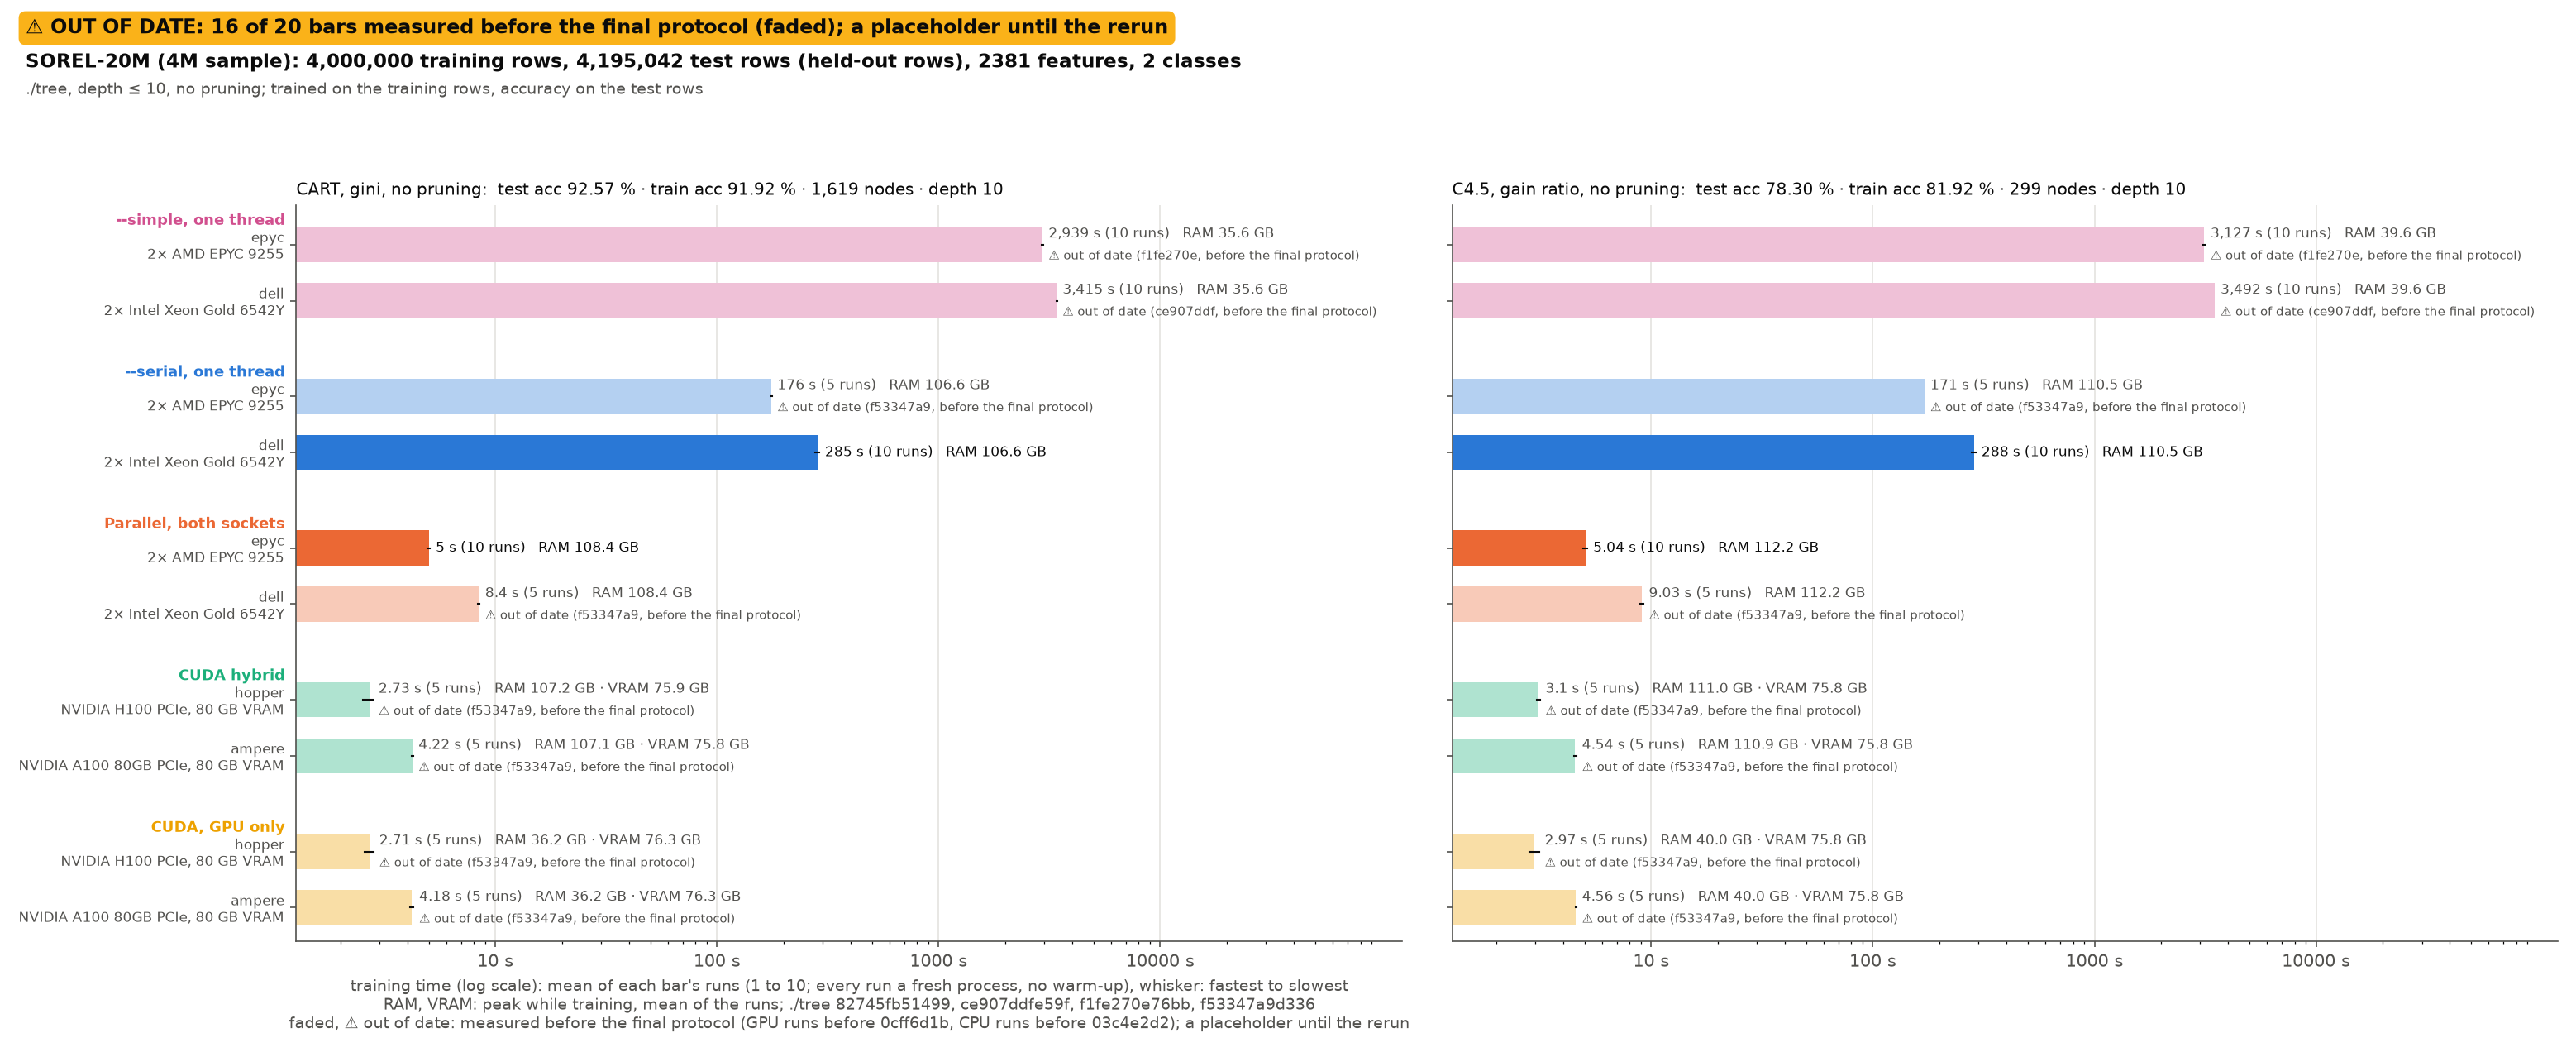 ⚠ OUT OF DATE: 16 of 20 bars measured before the final protocol (faded); a placeholder until the rerun
SOREL-20M (4M sample): 4,000,000 training rows, 4,195,042 test rows (held-out rows), 2381 features, 2 classes
./tree, depth ≤ 10, no pruning; trained on the training rows, accuracy on the test rows
CART, gini, no pruning:  test acc 92.57 % · train acc 91.92 % · 1,619 nodes · depth 10
--simple, one thread
epyc
2× AMD EPYC 9255
2,939 s (10 runs)   RAM 35.6 GB
⚠ out of date (f1fe270e, before the final protocol)
dell
2× Intel Xeon Gold 6542Y
3,415 s (10 runs)   RAM 35.6 GB
⚠ out of date (ce907ddf, before the final protocol)
--serial, one thread
epyc
2× AMD EPYC 9255
176 s (5 runs)   RAM 106.6 GB
⚠ out of date (f53347a9, before the final protocol)
dell
2× Intel Xeon Gold 6542Y
285 s (10 runs)   RAM 106.6 GB
Parallel, both sockets
epyc
2× AMD EPYC 9255
5 s (10 runs)   RAM 108.4 GB
dell
2× Intel Xeon Gold 6542Y
8.4 s (5 runs)   RAM 108.4 GB
⚠ out of date (f53347a9, before the final protocol)
CUDA hybrid
hopper
NVIDIA H100 PCIe, 80 GB VRAM
2.73 s (5 runs)   RAM 107.2 GB · VRAM 75.9 GB
⚠ out of date (f53347a9, before the final protocol)
ampere
NVIDIA A100 80GB PCIe, 80 GB VRAM
4.22 s (5 runs)   RAM 107.1 GB · VRAM 75.8 GB
⚠ out of date (f53347a9, before the final protocol)
CUDA, GPU only
hopper
NVIDIA H100 PCIe, 80 GB VRAM
2.71 s (5 runs)   RAM 36.2 GB · VRAM 76.3 GB
⚠ out of date (f53347a9, before the final protocol)
ampere
NVIDIA A100 80GB PCIe, 80 GB VRAM
4.18 s (5 runs)   RAM 36.2 GB · VRAM 76.3 GB
⚠ out of date (f53347a9, before the final protocol)
10 s 100 s 1000 s 10000 s
training time (log scale): mean of each bar's runs (1 to 10; every run a fresh process, no warm-up), whisker: fastest to slowest
RAM, VRAM: peak while training, mean of the runs; ./tree 82745fb51499, ce907ddfe59f, f1fe270e76bb, f53347a9d336
faded, ⚠ out of date: measured before the final protocol (GPU runs before 0cff6d1b, CPU runs before 03c4e2d2); a placeholder until the rerun
C4.5, gain ratio, no pruning:  test acc 78.30 % · train acc 81.92 % · 299 nodes · depth 10
3,127 s (10 runs)   RAM 39.6 GB
⚠ out of date (f1fe270e, before the final protocol)
3,492 s (10 runs)   RAM 39.6 GB
⚠ out of date (ce907ddf, before the final protocol)
171 s (5 runs)   RAM 110.5 GB
⚠ out of date (f53347a9, before the final protocol)
288 s (10 runs)   RAM 110.5 GB
5.04 s (10 runs)   RAM 112.2 GB
9.03 s (5 runs)   RAM 112.2 GB
⚠ out of date (f53347a9, before the final protocol)
3.1 s (5 runs)   RAM 111.0 GB · VRAM 75.8 GB
⚠ out of date (f53347a9, before the final protocol)
4.54 s (5 runs)   RAM 110.9 GB · VRAM 75.8 GB
⚠ out of date (f53347a9, before the final protocol)
2.97 s (5 runs)   RAM 40.0 GB · VRAM 75.8 GB
⚠ out of date (f53347a9, before the final protocol)
4.56 s (5 runs)   RAM 40.0 GB · VRAM 75.8 GB
⚠ out of date (f53347a9, before the final protocol)
10 s 100 s 1000 s 10000 s